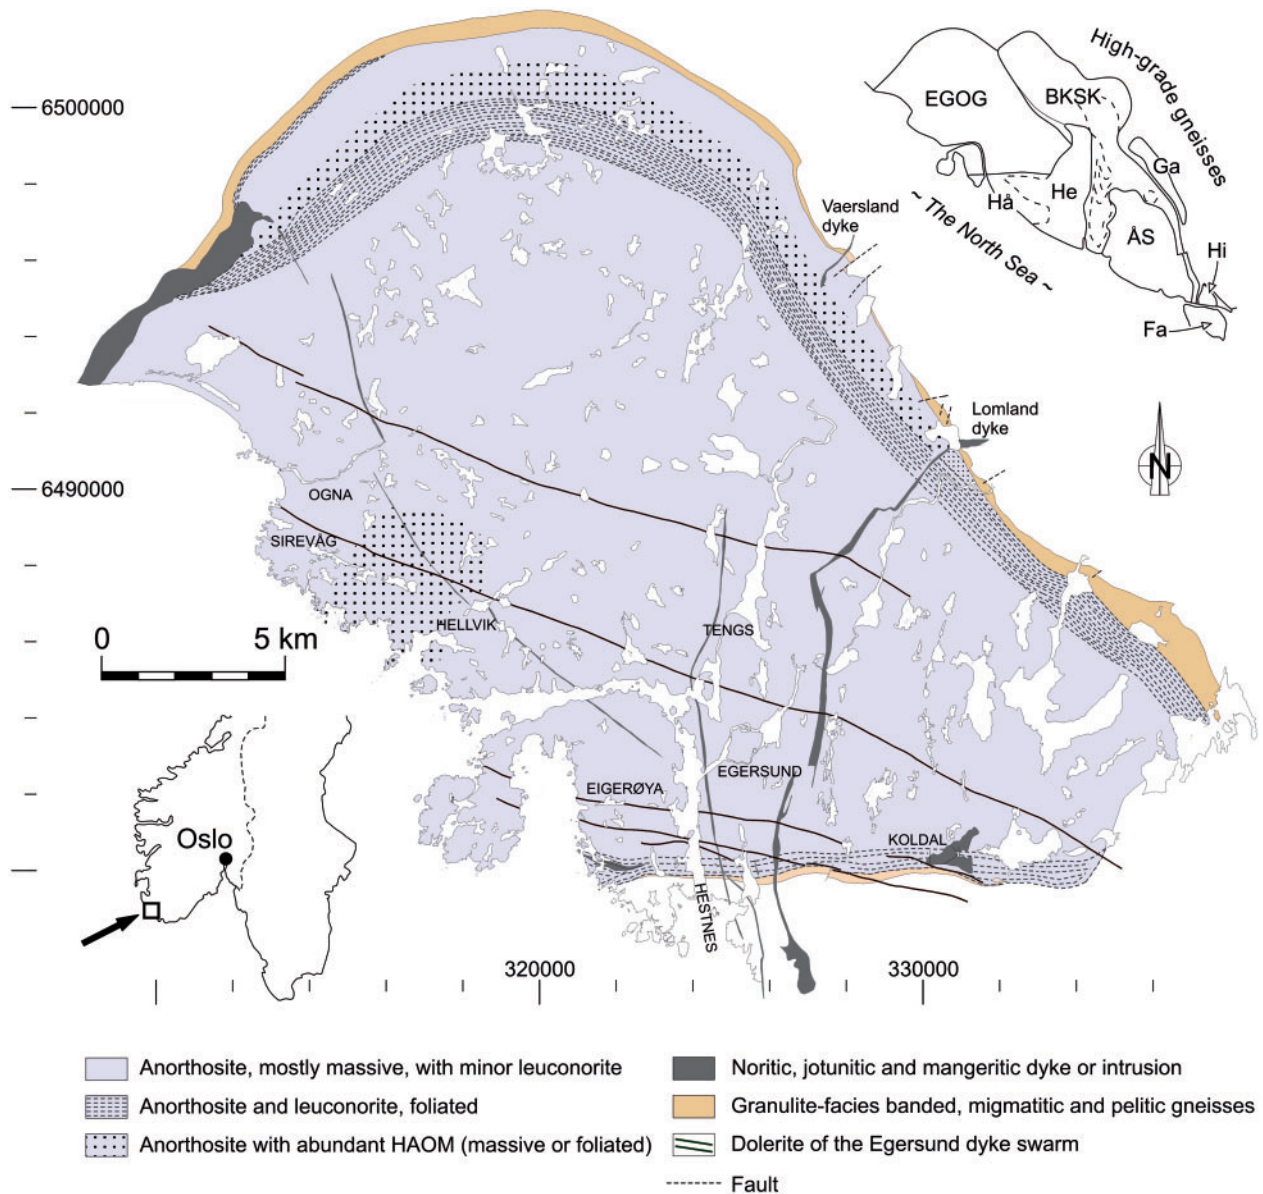 6500000
6490000
High-grade gneisses
EGOG
BKSK
Ga
Hå
He
ÅS
Hi
Fa
~ The North Sea ~
Vaersland
dyke
Lomland
dyke
N
OGNA
SIREVÅG
HELLVIK
TENGS
0 5 km
EGERSUND
EIGERØYA
KOLDAL
HESTNES
Oslo
320000
330000
Anorthosite, mostly massive, with minor leuconorite
Anorthosite and leuconorite, foliated
Anorthosite with abundant HAOM (massive or foliated)
Noritic, jotunitic and mangeritic dyke or intrusion
Granulite-facies banded, migmatitic and pelitic gneisses
Dolerite of the Egersund dyke swarm
Fault